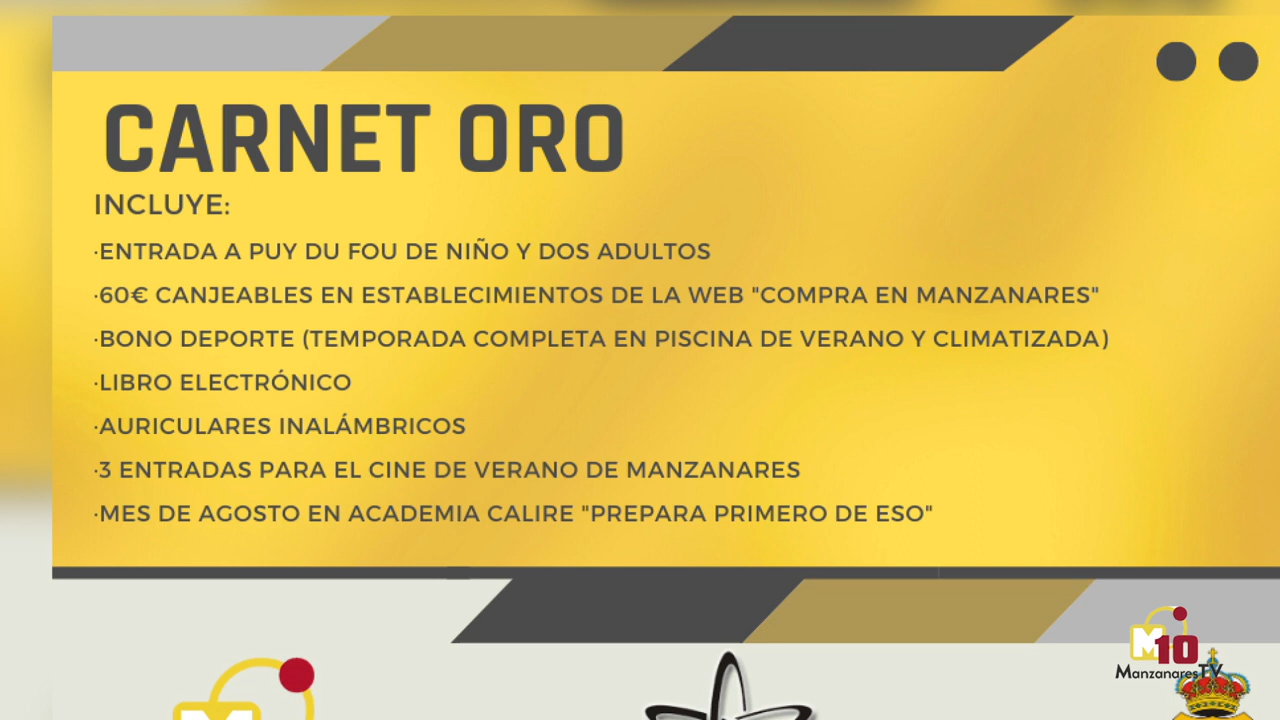 CARNET ORO
INCLUYE:
·ENTRADA A PUY DU FOU DE NIÑO Y DOS ADULTOS
·60€ CANJEABLES EN ESTABLECIMIENTOS DE LA WEB "COMPRA EN MANZANARES"
·BONO DEPORTE (TEMPORADA COMPLETA EN PISCINA DE VERANO Y CLIMATIZADA)
·LIBRO ELECTRÓNICO
·AURICULARES INALÁMBRICOS
·3 ENTRADAS PARA EL CINE DE VERANO DE MANZANARES
·MES DE AGOSTO EN ACADEMIA CALIRE "PREPARA PRIMERO DE ESO"
M10
ManzanaresTV
M